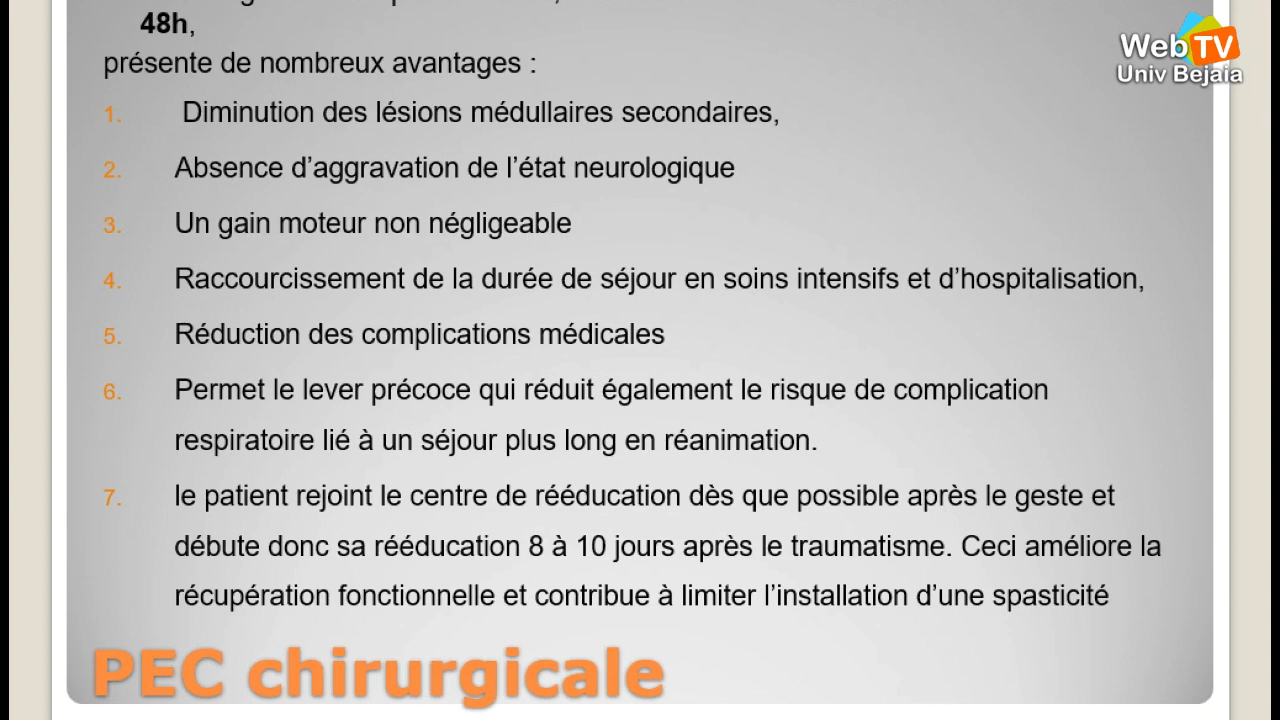 48h,
présente de nombreux avantages :
1. Diminution des lésions médullaires secondaires,
2. Absence d’aggravation de l’état neurologique
3. Un gain moteur non négligeable
4. Raccourcissement de la durée de séjour en soins intensifs et d’hospitalisation,
5. Réduction des complications médicales
6. Permet le lever précoce qui réduit également le risque de complication
respiratoire lié à un séjour plus long en réanimation.
7. le patient rejoint le centre de rééducation dès que possible après le geste et
débute donc sa rééducation 8 à 10 jours après le traumatisme. Ceci améliore la
récupération fonctionnelle et contribue à limiter l’installation d’une spasticité
PEC chirurgicale
Web TV
Univ Bejaia